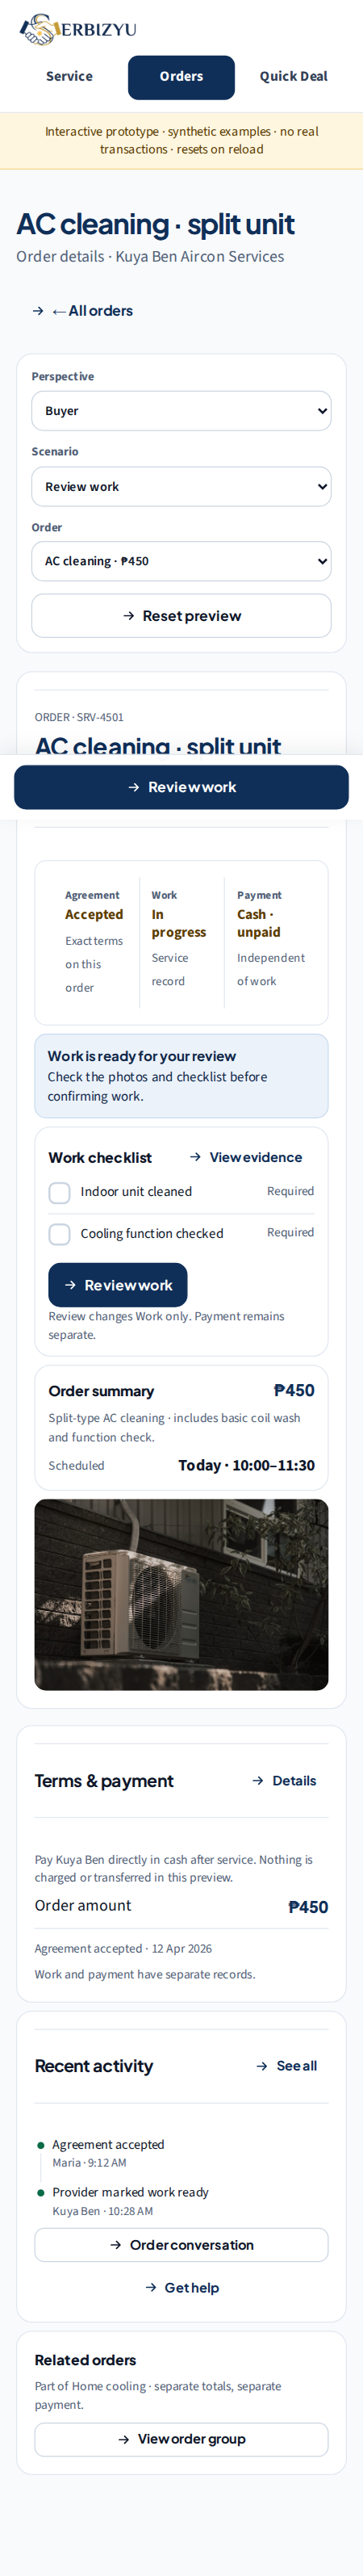 ERBIZYU
Service
Orders
Quick Deal
Interactive prototype · synthetic examples · no real
transactions · resets on reload
AC cleaning · split unit
Order details · Kuya Ben Aircon Services
→ ← All orders
Perspective
Buyer
Scenario
Review work
Order
AC cleaning · ₱450
→ Reset preview
ORDER · SRV-4501
AC cleaning · split unit
→ Review work
Agreement
Accepted
Exact terms
on this
order
Work
In
progress
Service
record
Payment
Cash ·
unpaid
Independent
of work
Work is ready for your review
Check the photos and checklist before
confirming work.
Work checklist
→ View evidence
Indoor unit cleaned
Required
Cooling function checked
Required
→ Review work
Review changes Work only. Payment remains
separate.
Order summary
₱450
Split-type AC cleaning · includes basic coil wash
and function check.
Scheduled
Today · 10:00–11:30
Terms & payment
→ Details
Pay Kuya Ben directly in cash after service. Nothing is
charged or transferred in this preview.
Order amount
₱450
Agreement accepted · 12 Apr 2026
Work and payment have separate records.
Recent activity
→ See all
Agreement accepted
Maria · 9:12 AM
Provider marked work ready
Kuya Ben · 10:28 AM
→ Order conversation
→ Get help
Related orders
Part of Home cooling · separate totals, separate
payment.
→ View order group